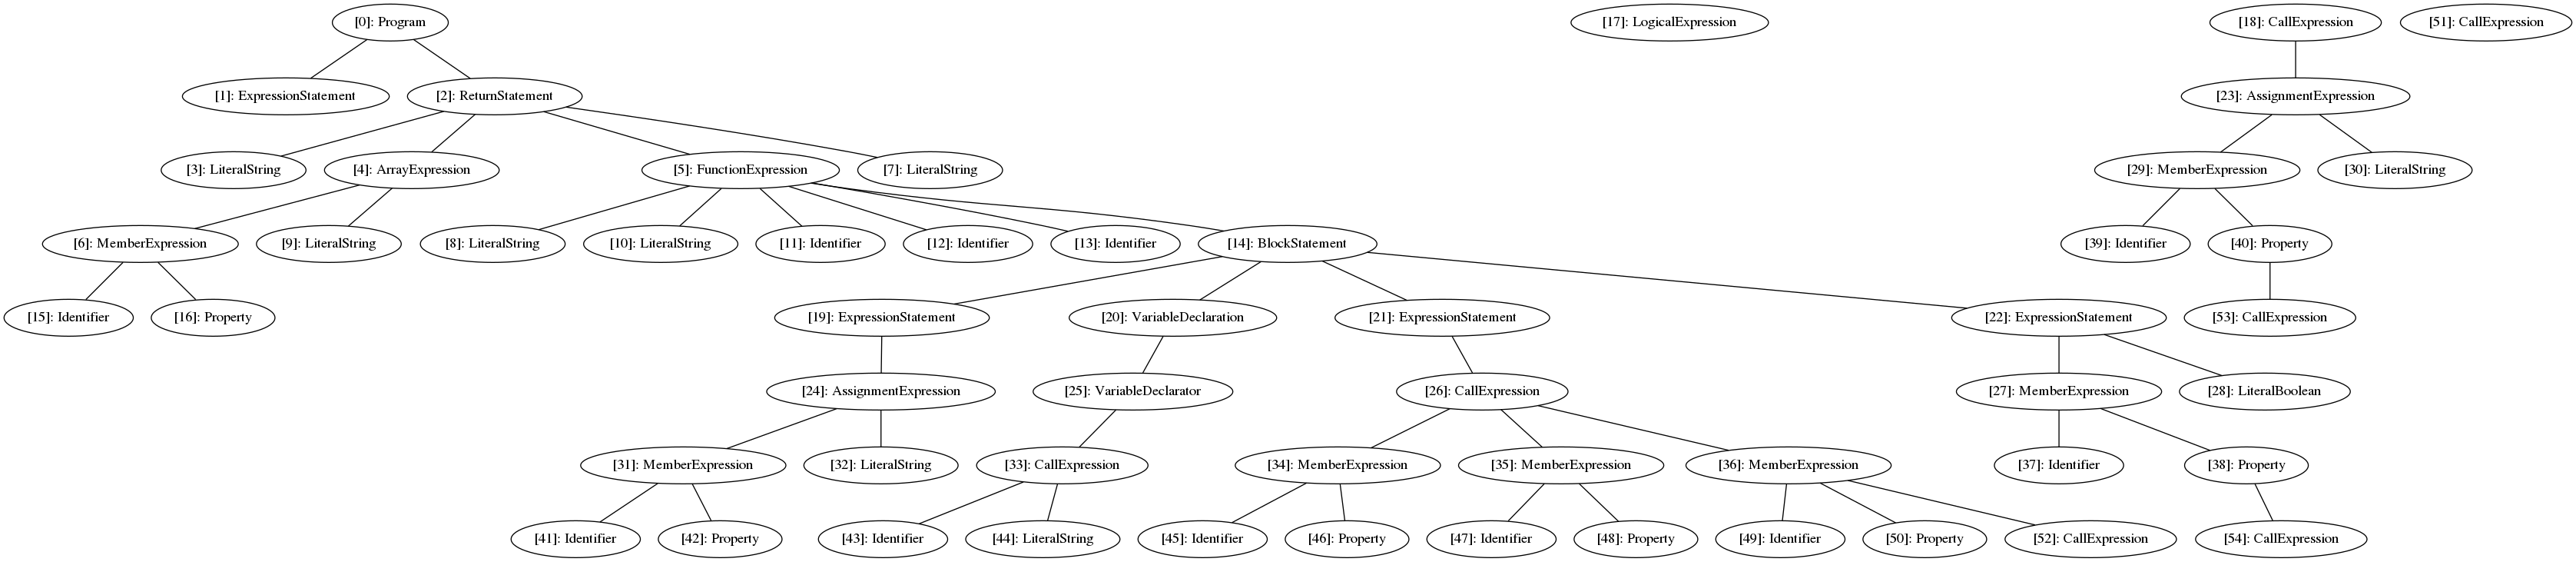 [0]: Program
[17]: LogicalExpression
[18]: CallExpression
[51]: CallExpression
[1]: ExpressionStatement
[2]: ReturnStatement
[23]: AssignmentExpression
[3]: LiteralString
[4]: ArrayExpression
[5]: FunctionExpression
[7]: LiteralString
[29]: MemberExpression
[30]: LiteralString
[6]: MemberExpression
[9]: LiteralString
[8]: LiteralString
[10]: LiteralString
[11]: Identifier
[12]: Identifier
[13]: Identifier
[14]: BlockStatement
[39]: Identifier
[40]: Property
[15]: Identifier
[16]: Property
[19]: ExpressionStatement
[20]: VariableDeclaration
[21]: ExpressionStatement
[22]: ExpressionStatement
[53]: CallExpression
[24]: AssignmentExpression
[25]: VariableDeclarator
[26]: CallExpression
[27]: MemberExpression
[28]: LiteralBoolean
[31]: MemberExpression
[32]: LiteralString
[33]: CallExpression
[34]: MemberExpression
[35]: MemberExpression
[36]: MemberExpression
[37]: Identifier
[38]: Property
[41]: Identifier
[42]: Property
[43]: Identifier
[44]: LiteralString
[45]: Identifier
[46]: Property
[47]: Identifier
[48]: Property
[49]: Identifier
[50]: Property
[52]: CallExpression
[54]: CallExpression